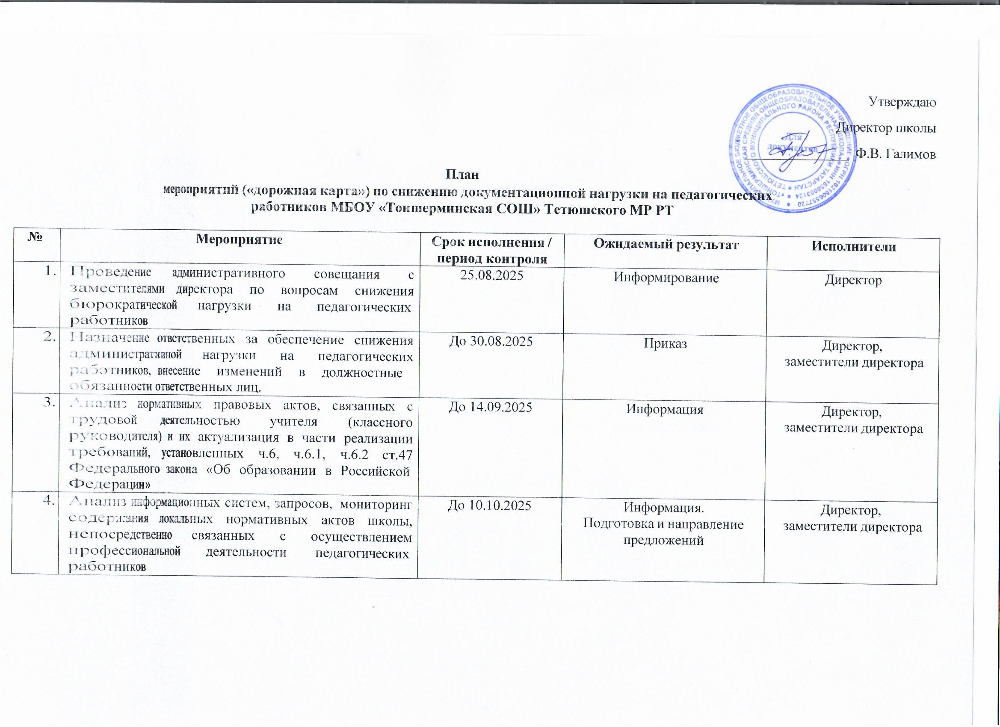 Утверждаю
Директор школы
Ф.В. Галимов
МУНИЦИПАЛЬНОЕ БЮДЖЕТНОЕ ОБЩЕОБРАЗОВАТЕЛЬНОЕ УЧРЕЖДЕНИЕ * ОГРН 1021606557720 *
«ТОНШЕРМИНСКАЯ СРЕДНЯЯ ОБЩЕОБРАЗОВАТЕЛЬНАЯ ШКОЛА» * ИНН 1638003124 *
ТЕТЮШСКОГО МУНИЦИПАЛЬНОГО РАЙОНА РЕСПУБЛИКИ ТАТАРСТАН *
Для
документов
План
мероприятий («дорожная карта») по снижению документационной нагрузки на педагогических
работников МБОУ «Тоншерминская СОШ» Тетюшского МР РТ
№
Мероприятие
Срок исполнения /
период контроля
Ожидаемый результат
Исполнители
1.
Проведение административного совещания с
заместителями директора по вопросам снижения
бюрократической нагрузки на педагогических
работников
25.08.2025
Информирование
Директор
2.
Назначение ответственных за обеспечение снижения
административной нагрузки на педагогических
работников, внесение изменений в должностные
обязанности ответственных лиц.
До 30.08.2025
Приказ
Директор,
заместители директора
3.
Анализ нормативных правовых актов, связанных с
трудовой деятельностью учителя (классного
руководителя) и их актуализация в части реализации
требований, установленных ч.6, ч.6.1, ч.6.2 ст.47
Федерального закона «Об образовании в Российской
Федерации»
До 14.09.2025
Информация
Директор,
заместители директора
4.
Анализ информационных систем, запросов, мониторинг
содержания локальных нормативных актов школы,
непосредственно связанных с осуществлением
профессиональной деятельности педагогических
работников
До 10.10.2025
Информация.
Подготовка и направление
предложений
Директор,
заместители директора